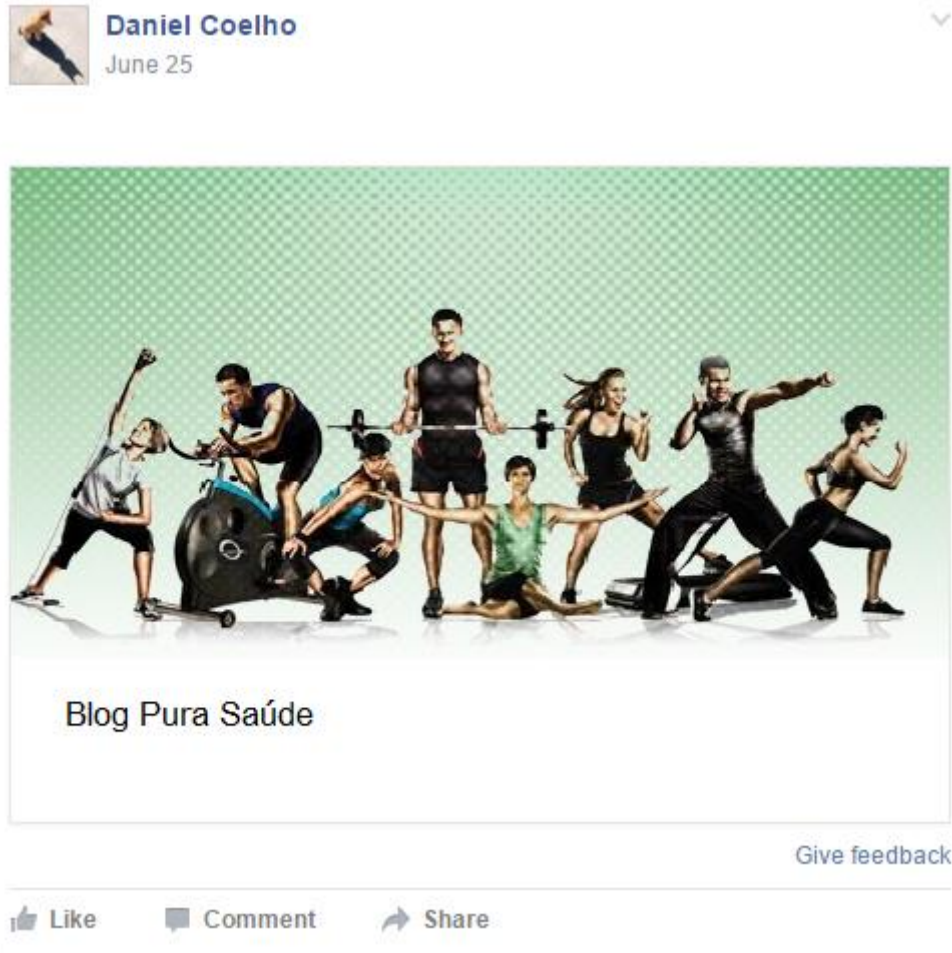 Daniel Coelho
June 25
Blog Pura Saúde
Give feedback
Like Comment Share